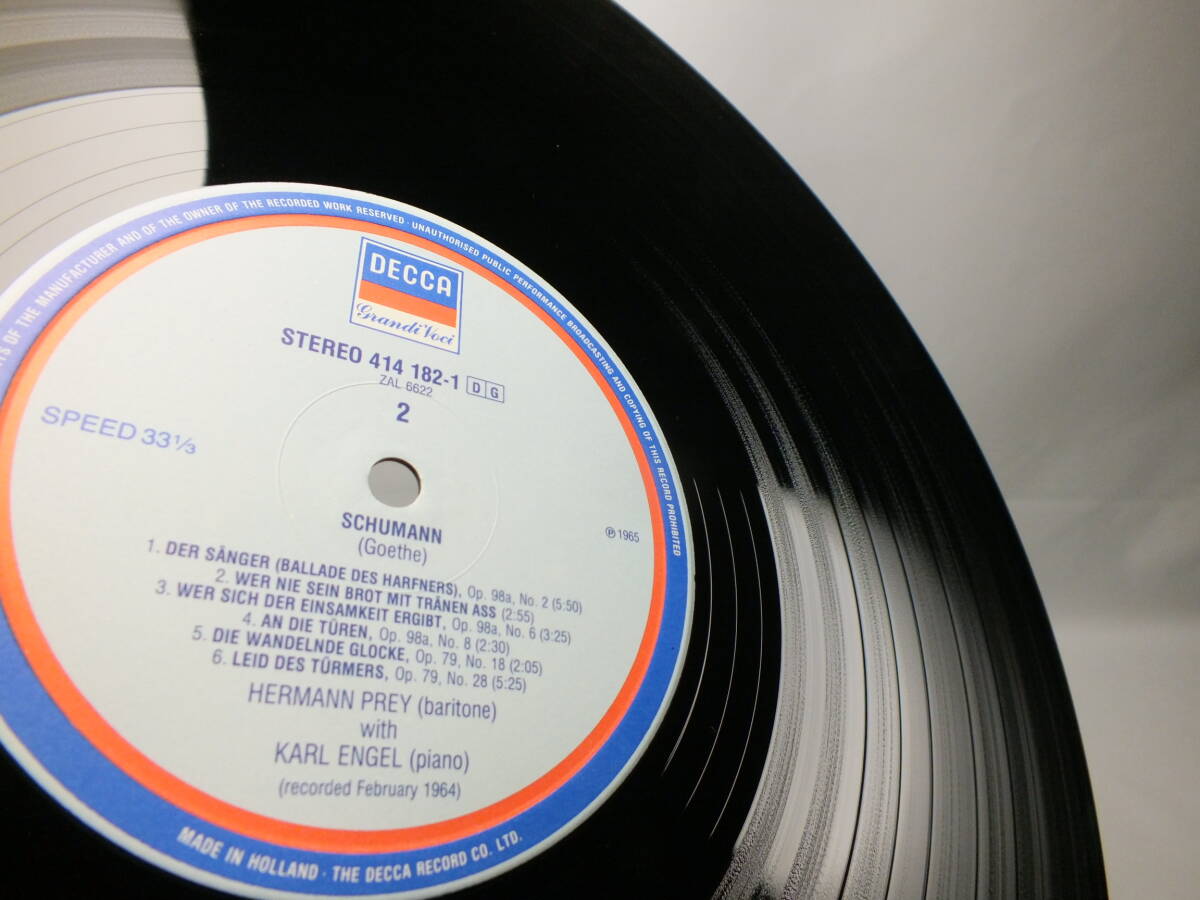 TS OF THE MANUFACTURER AND OF THE OWNER OF THE RECORDED WORK RESERVED · UNAUTHORISED PUBLIC PERFORMANCE BROADCASTING AND COPYING OF THIS RECORD PROHIBITED
DECCA
Grandi Voci
STEREO 414 182-1 DG
ZAL 6622
2
SPEED 33⅓
SCHUMANN
(Goethe)
℗ 1965
1. DER SÄNGER (BALLADE DES HARFNERS), Op. 98a, No. 2 (5:50)
2. WER NIE SEIN BROT MIT TRÄNEN ASS (2:55)
3. WER SICH DER EINSAMKEIT ERGIBT, Op. 98a, No. 6 (3:25)
4. AN DIE TÜREN, Op. 98a, No. 8 (2:30)
5. DIE WANDELNDE GLOCKE, Op. 79, No. 18 (2:05)
6. LEID DES TÜRMERS, Op. 79, No. 28 (5:25)
HERMANN PREY (baritone)
with
KARL ENGEL (piano)
(recorded February 1964)
MADE IN HOLLAND · THE DECCA RECORD CO. LTD.